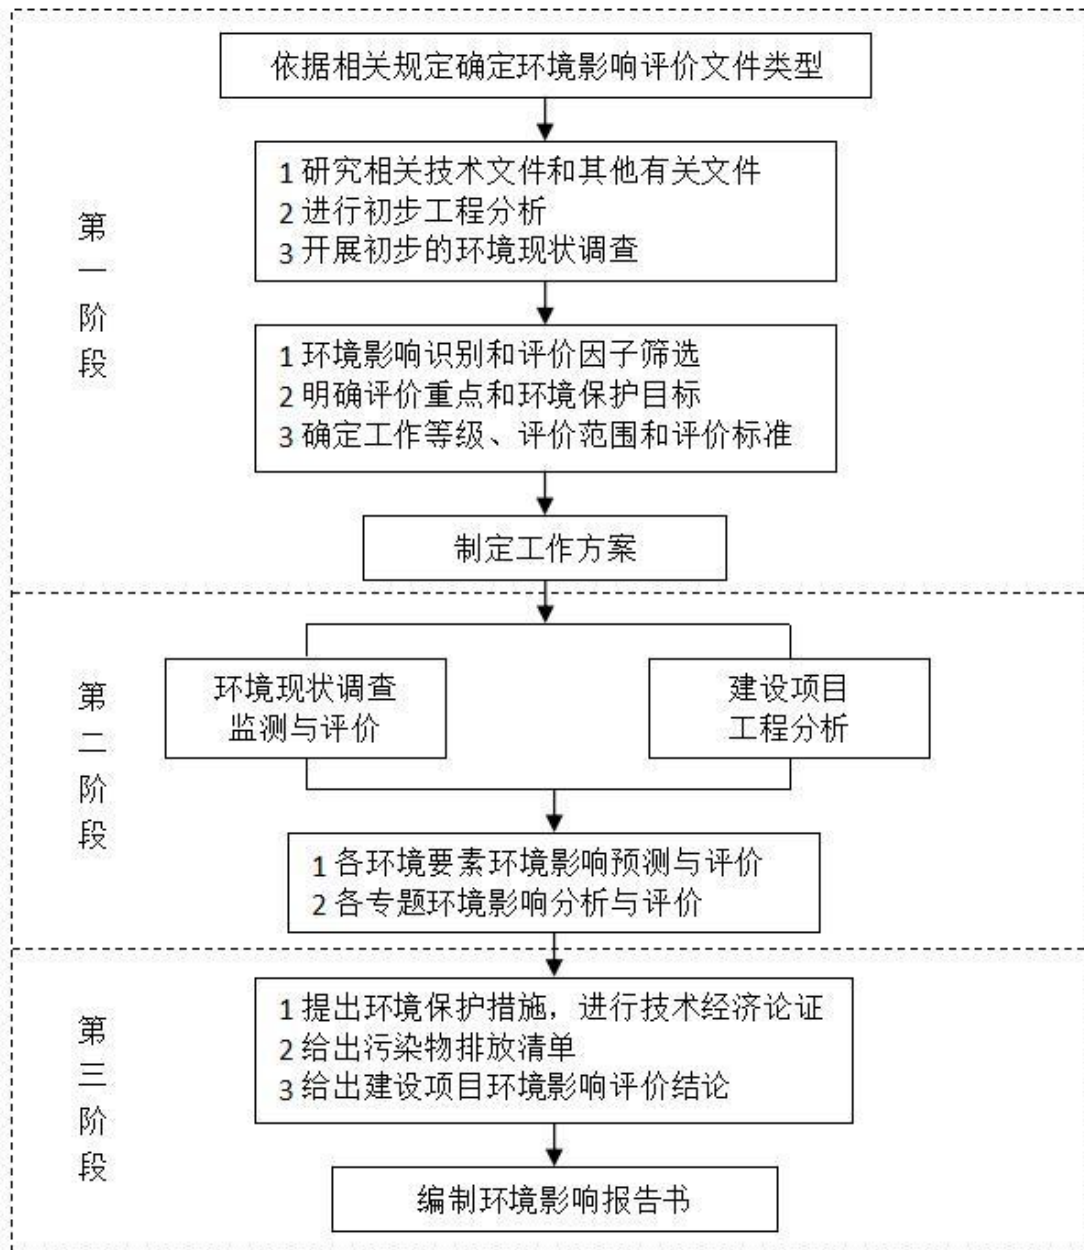 依据相关规定确定环境影响评价文件类型
第一阶段
1 研究相关技术文件和其他有关文件
2 进行初步工程分析
3 开展初步的环境现状调查
1 环境影响识别和评价因子筛选
2 明确评价重点和环境保护目标
3 确定工作等级、评价范围和评价标准
制定工作方案
第二阶段
环境现状调查
监测与评价
建设项目
工程分析
1 各环境要素环境影响预测与评价
2 各专题环境影响分析与评价
第三阶段
1 提出环境保护措施，进行技术经济论证
2 给出污染物排放清单
3 给出建设项目环境影响评价结论
编制环境影响报告书